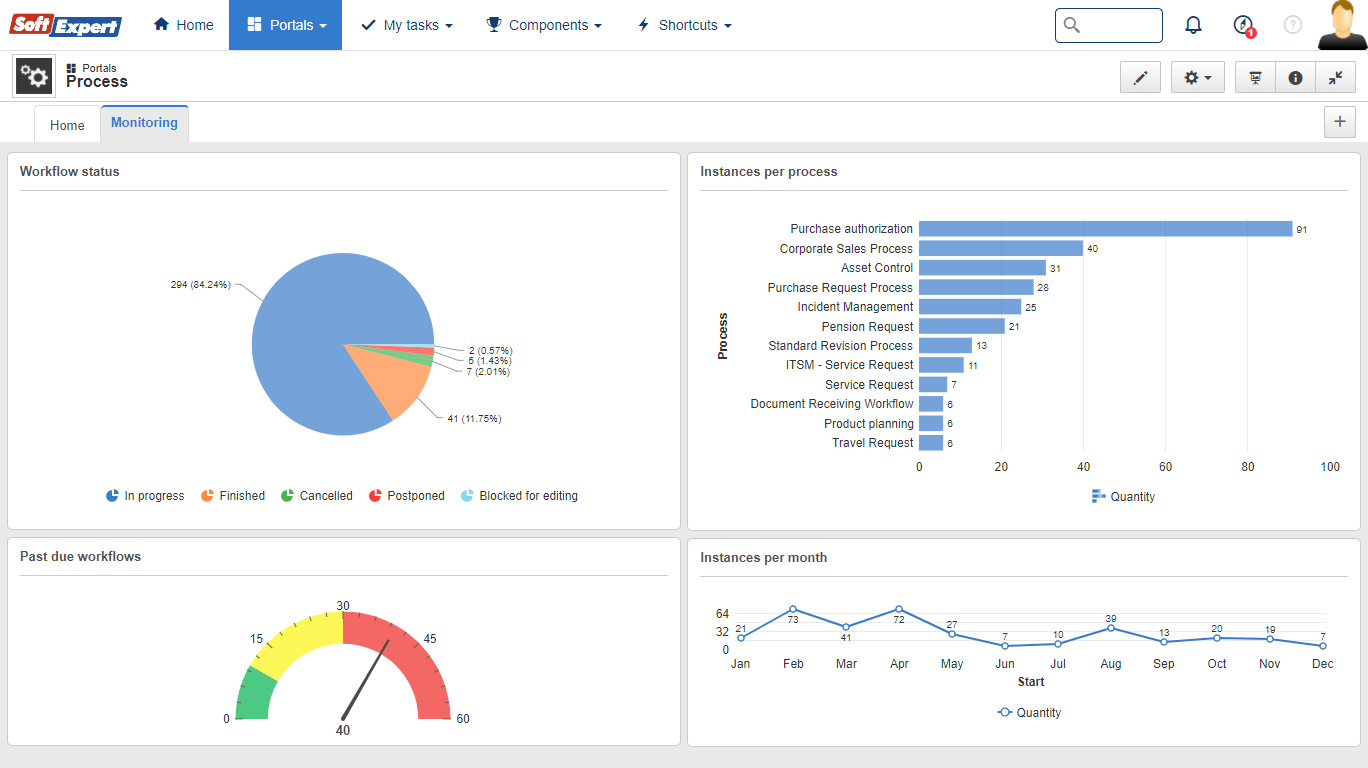 Soft Expert
Home
Portals
My tasks
Components
Shortcuts
1
?
Portals
Process
Home
Monitoring
Workflow status
294 (84.24%)
2 (0.57%)
5 (1.43%)
7 (2.01%)
41 (11.75%)
In progress
Finished
Cancelled
Postponed
Blocked for editing
Instances per process
Process
Purchase authorization 91
Corporate Sales Process 40
Asset Control 31
Purchase Request Process 28
Incident Management 25
Pension Request 21
Standard Revision Process 13
ITSM - Service Request 11
Service Request 7
Document Receiving Workflow 6
Product planning 6
Travel Request 6
0 20 40 60 80 100
Quantity
Past due workflows
0 15 30 45 60
40
Instances per month
64
32
0
21 73 41 72 27 7 10 39 13 20 19 7
Jan Feb Mar Apr May Jun Jul Aug Sep Oct Nov Dec
Start
Quantity